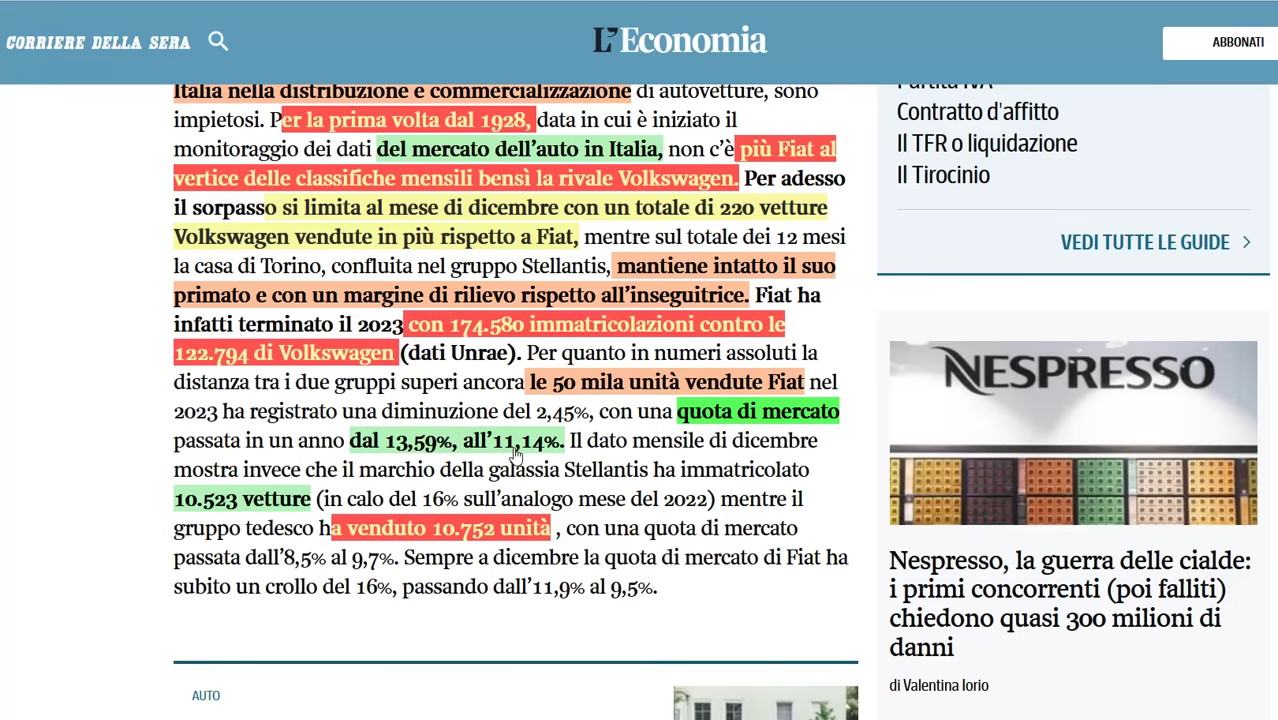 CORRIERE DELLA SERA
L'Economia
ABBONATI
Italia nella distribuzione e commercializzazione di autovetture, sono
impietosi. Per la prima volta dal 1928, data in cui è iniziato il
monitoraggio dei dati del mercato dell'auto in Italia, non c'è più Fiat al
vertice delle classifiche mensili bensì la rivale Volkswagen. Per adesso
il sorpasso si limita al mese di dicembre con un totale di 220 vetture
Volkswagen vendute in più rispetto a Fiat, mentre sul totale dei 12 mesi
la casa di Torino, confluita nel gruppo Stellantis, mantiene intatto il suo
primato e con un margine di rilievo rispetto all'inseguitrice. Fiat ha
infatti terminato il 2023 con 174.580 immatricolazioni contro le
122.794 di Volkswagen (dati Unrae). Per quanto in numeri assoluti la
distanza tra i due gruppi superi ancora le 50 mila unità vendute Fiat nel
2023 ha registrato una diminuzione del 2,45%, con una quota di mercato
passata in un anno dal 13,59%, all'11,14%. Il dato mensile di dicembre
mostra invece che il marchio della galassia Stellantis ha immatricolato
10.523 vetture (in calo del 16% sull'analogo mese del 2022) mentre il
gruppo tedesco ha venduto 10.752 unità , con una quota di mercato
passata dall'8,5% al 9,7%. Sempre a dicembre la quota di mercato di Fiat ha
subito un crollo del 16%, passando dall'11,9% al 9,5%.
AUTO
Partita IVA
Contratto d'affitto
Il TFR o liquidazione
Il Tirocinio
VEDI TUTTE LE GUIDE
NESPRESSO
Nespresso, la guerra delle cialde:
i primi concorrenti (poi falliti)
chiedono quasi 300 milioni di
danni
di Valentina Iorio